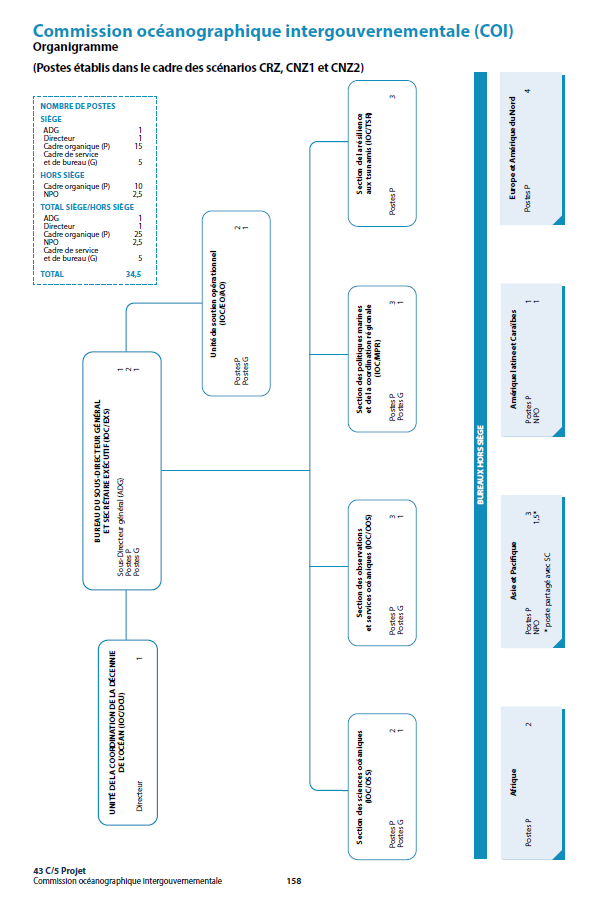 Commission océanographique intergouvernementale (COI)
Organigramme
(Postes établis dans le cadre des scénarios CRZ, CNZ1 et CNZ2)
NOMBRE DE POSTES
SIÈGE
ADG 1
Directeur 1
Cadre organique (P) 15
Cadre de service
et de bureau (G) 5
HORS SIÈGE
Cadre organique (P) 10
NPO 2,5
TOTAL SIÈGE/HORS SIÈGE
ADG 1
Directeur 1
Cadre organique (P) 25
NPO 2,5
Cadre de service
et de bureau (G) 5
TOTAL 34,5
UNITÉ DE LA COORDINATION DE LA DÉCENNIE
DE L'OCÉAN (IOC/DCU)
Directeur 1
BUREAU DU SOUS-DIRECTEUR GÉNÉRAL
ET SECRÉTAIRE EXÉCUTIF (IOC/EXS)
Sous-Directeur général (ADG) 1
Postes P 2
Postes G 1
Unité de soutien opérationnel
(IOC/EO/AO)
Postes P 2
Postes G 1
Section des sciences océaniques
(IOC/OSS)
Postes P 2
Postes G 1
Section des observations
et services océaniques (IOC/OOS)
Postes P 3
Postes G 1
Section des politiques marines
et de la coordination régionale
(IOC/MPR)
Postes P 3
Postes G 1
Section de la résilience
aux tsunamis (IOC/TSR)
Postes P 3
BUREAUX HORS SIÈGE
Afrique
Postes P 2
Asie et Pacifique
Postes P 3
NPO 1,5*
* poste partagé avec SC
Amérique latine et Caraïbes
Postes P 1
NPO 1
Europe et Amérique du Nord
Postes P 4
43 C/5 Projet
Commission océanographique intergouvernementale 158